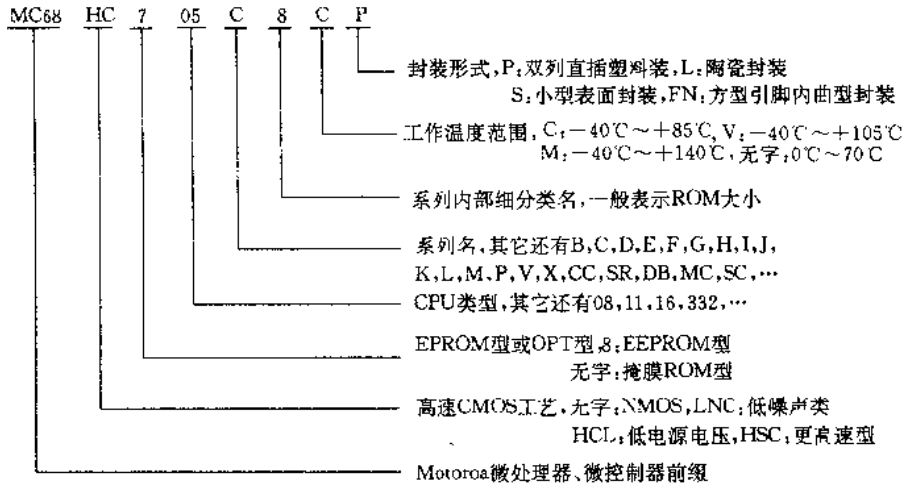 MC68 HC 7 05 C 8 C P
封装形式,P:双列直插塑料装,L:陶瓷封装
S:小型表面封装,FN:方型引脚内曲型封装
工作温度范围,C:-40℃~+85℃,V:-40℃~+105℃
M:-40℃~+140℃,无字:0℃~70℃
系列内部细分类名,一般表示ROM大小
系列名,其它还有B,C,D,E,F,G,H,I,J,
K,L,M,P,V,X,CC,SR,DB,MC,SC,…
CPU类型,其它还有08,11,16,332,…
EPROM型或OPT型,8:EEPROM型
无字:掩膜ROM型
高速CMOS工艺,无字:NMOS,LNC:低噪声类
HCL:低电源电压,HSC:更高速型
Motoroa微处理器、微控制器前缀